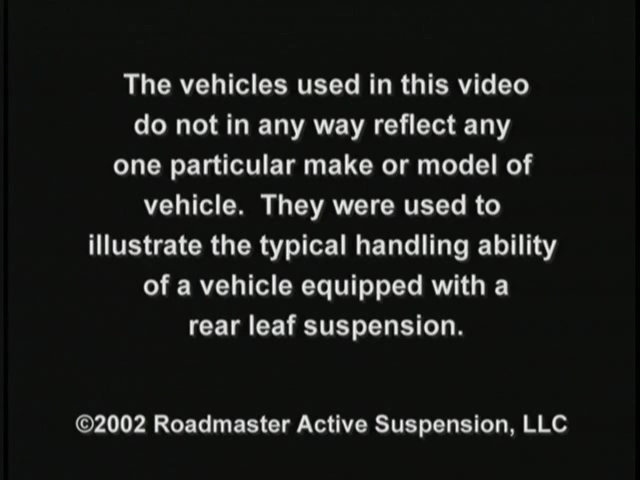 The vehicles used in this video
do not in any way reflect any
one particular make or model of
vehicle.  They were used to
illustrate the typical handling ability
of a vehicle equipped with a
rear leaf suspension.
©2002 Roadmaster Active Suspension, LLC